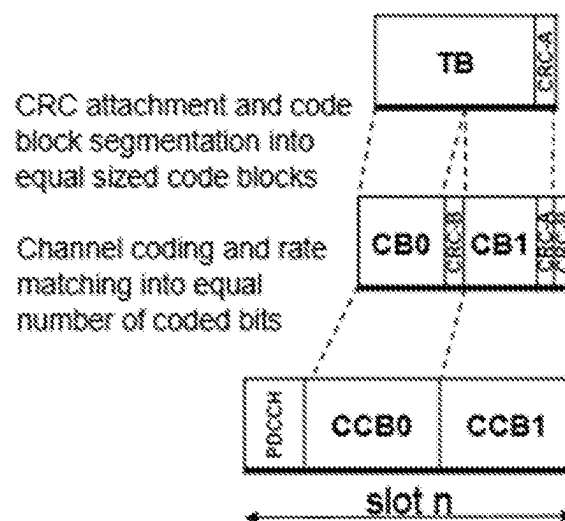 TB
CRC-A
CRC attachment and code
block segmentation into
equal sized code blocks
CB0
CRC-B
CB1
CRC-A
CRC-B
Channel coding and rate
matching into equal
number of coded bits
PDCCH
CCB0
CCB1
slot n